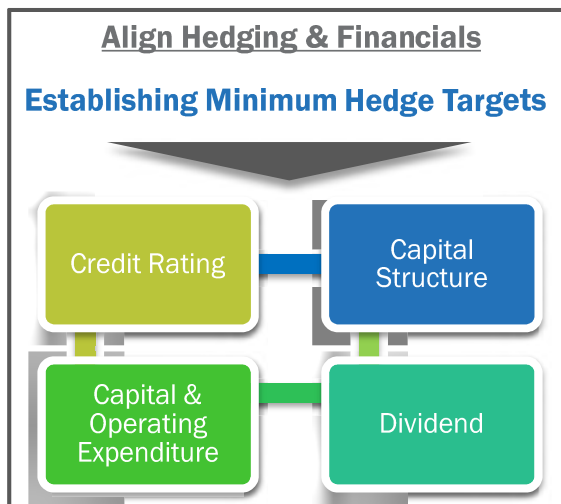 Align Hedging & Financials
Establishing Minimum Hedge Targets
Credit Rating
Capital
Structure
Capital &
Operating
Expenditure
Dividend